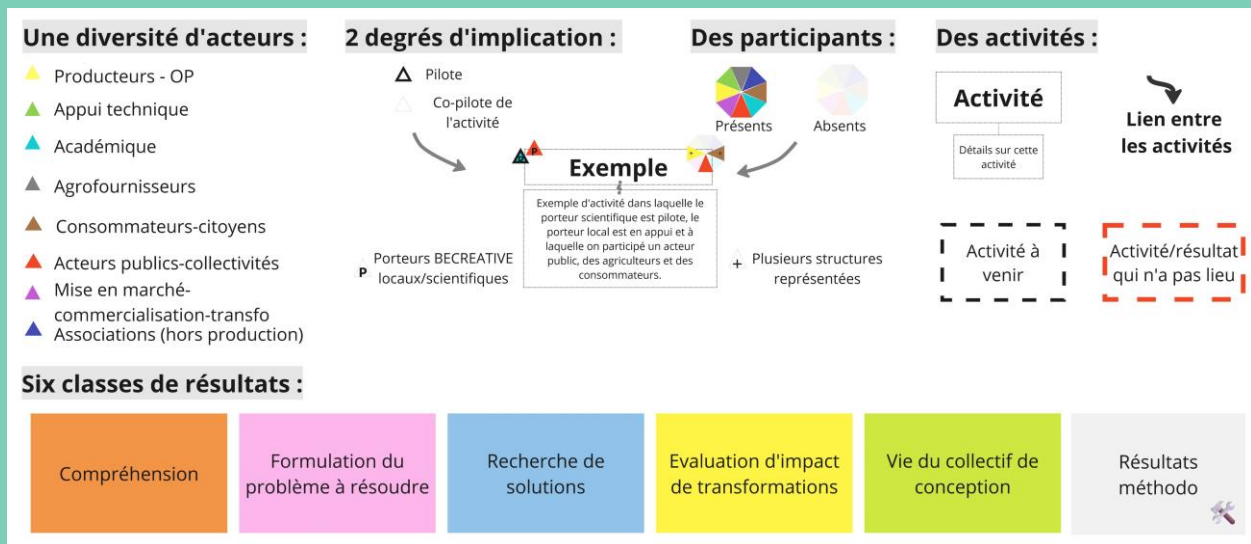 Une diversité d'acteurs :
Producteurs - OP
Appui technique
Académique
Agrofournisseurs
Consommateurs-citoyens
Acteurs publics-collectivités
Mise en marché-
commercialisation-transfo
Associations (hors production)
2 degrés d'implication :
Pilote
Co-pilote de
l'activité
P
Porteurs BECREATIVE
locaux/scientifiques
Des participants :
Présents
Absents
P
Exemple
Exemple d'activité dans laquelle le
porteur scientifique est pilote, le
porteur local est en appui et à
laquelle on participé un acteur
public, des agriculteurs et des
consommateurs.
+
Plusieurs structures
représentées
Des activités :
Activité
Détails sur cette
activité
Lien entre
les activités
Activité à
venir
Activité/résultat
qui n'a pas lieu
Six classes de résultats :
Compréhension
Formulation du
problème à résoudre
Recherche de
solutions
Evaluation d'impact
de transformations
Vie du collectif de
conception
Résultats
méthodo